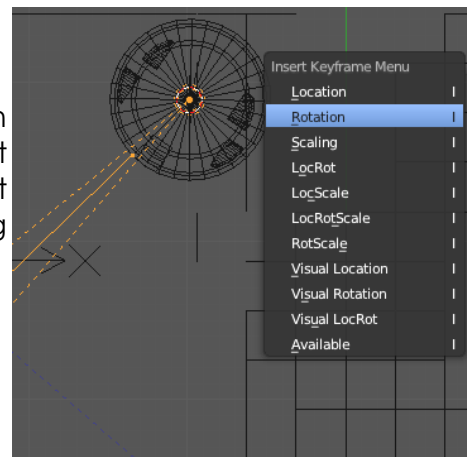 Insert Keyframe Menu
Location I
Rotation I
Scaling I
LocRot I
LocScale I
LocRotScale I
RotScale I
Visual Location I
Visual Rotation I
Visual LocRot I
Available I